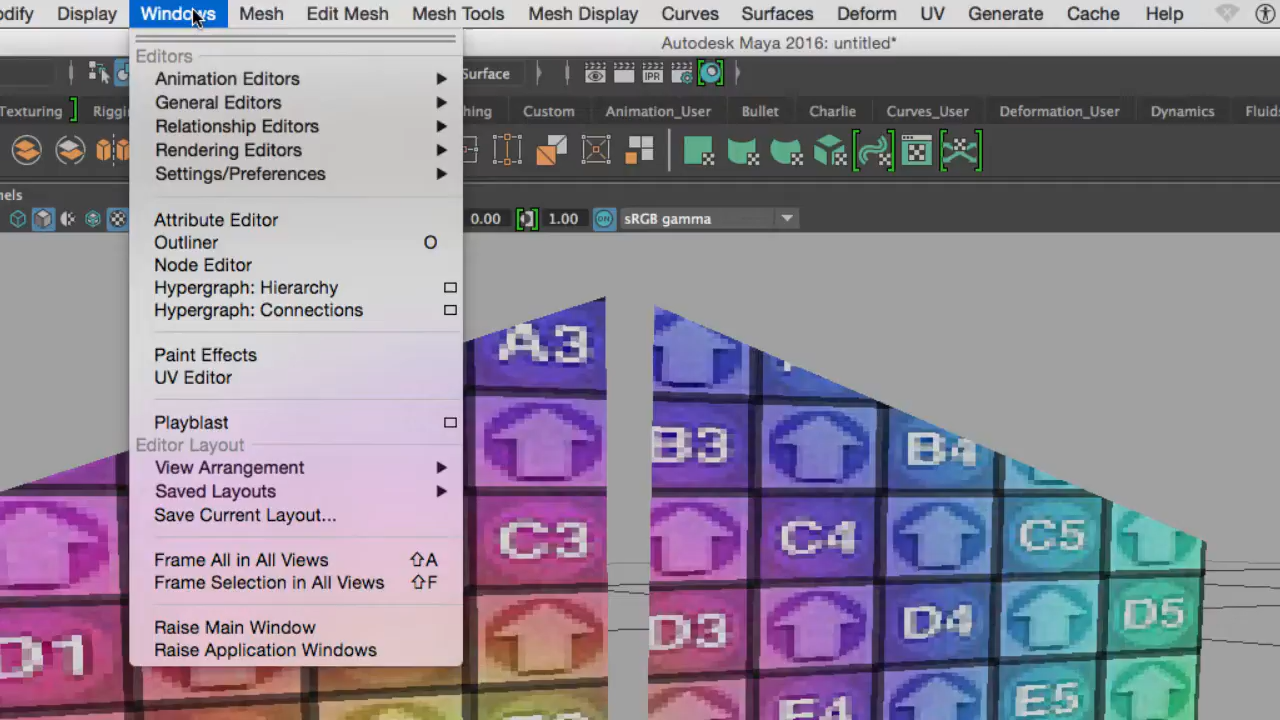 odify Display Windows Mesh Edit Mesh Mesh Tools Mesh Display Curves Surfaces Deform UV Generate Cache Help
Autodesk Maya 2016: untitled*
Surface
IPR
Texturing Riggi hing Custom Animation_User Bullet Charlie Curves_User Deformation_User Dynamics Fluids
nels
0.00 1.00 ON sRGB gamma
Editors
Animation Editors
General Editors
Relationship Editors
Rendering Editors
Settings/Preferences
Attribute Editor
Outliner O
Node Editor
Hypergraph: Hierarchy
Hypergraph: Connections
Paint Effects
UV Editor
Playblast
Editor Layout
View Arrangement
Saved Layouts
Save Current Layout...
Frame All in All Views ⇧A
Frame Selection in All Views ⇧F
Raise Main Window
Raise Application Windows
A3
B3 B4
C3 C4 C5
D1 D3 D4 D5
E4 E5